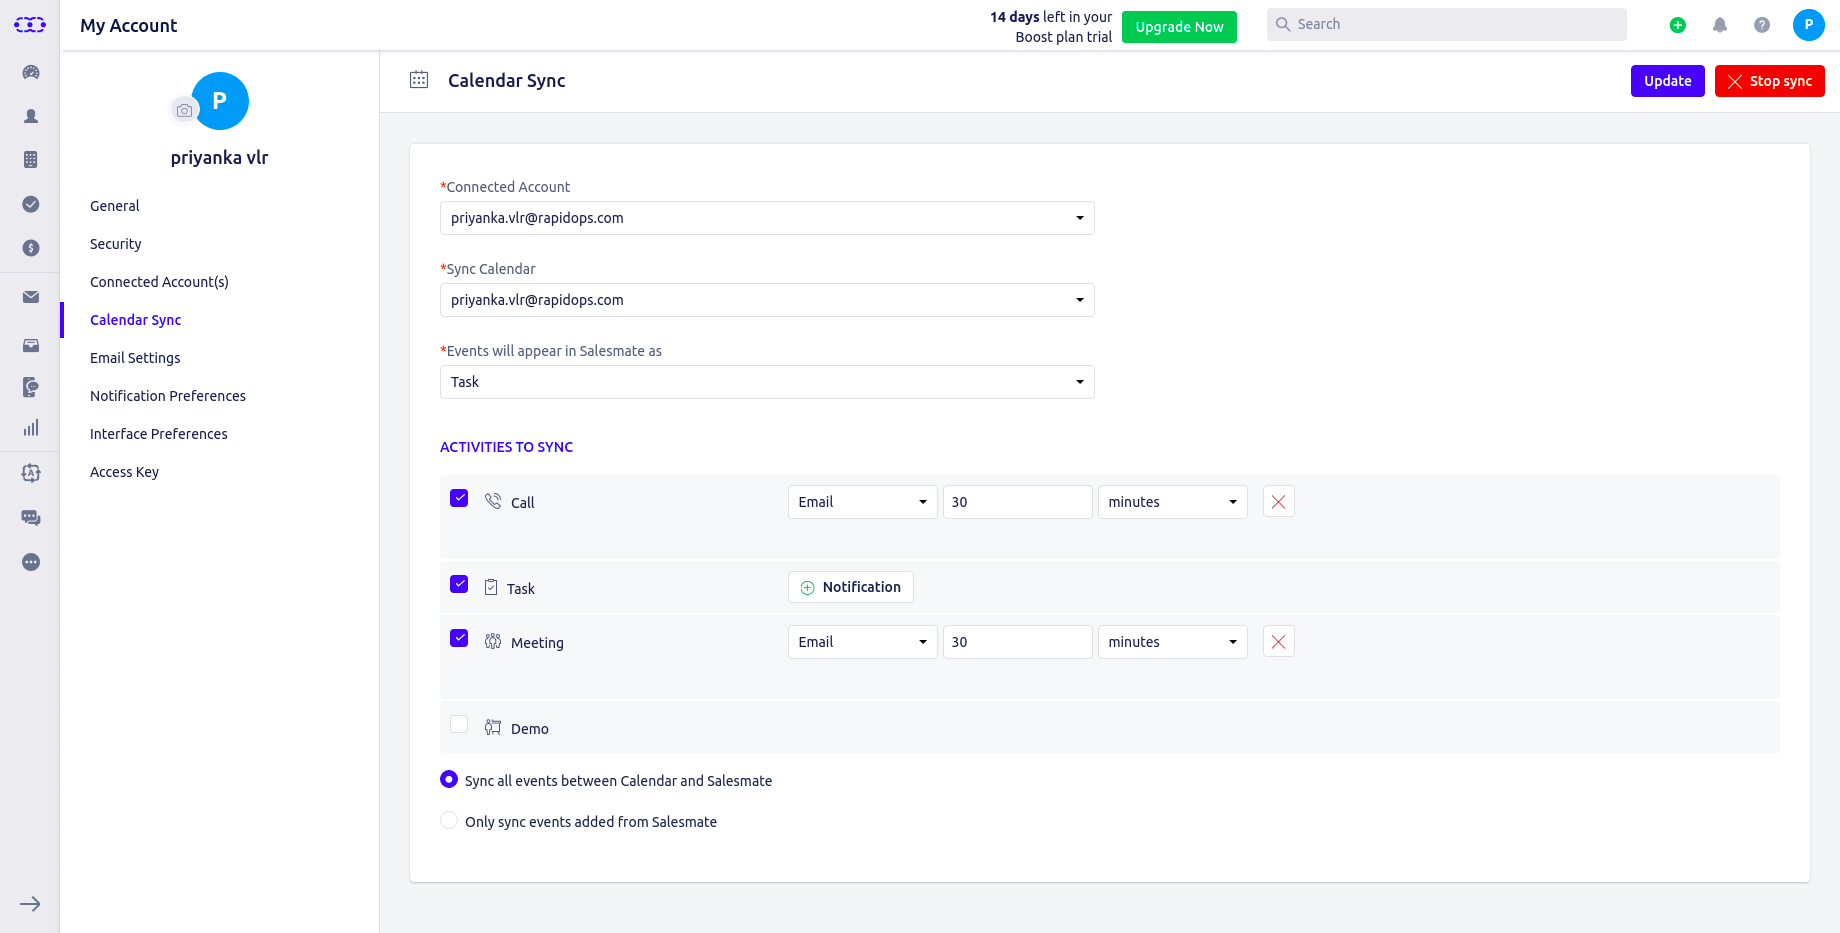 My Account
14 days left in your
Boost plan trial
Upgrade Now
Search
P
P
priyanka vlr
General
Security
Connected Account(s)
Calendar Sync
Email Settings
Notification Preferences
Interface Preferences
Access Key
Calendar Sync
Update
Stop sync
*Connected Account
priyanka.vlr@rapidops.com
*Sync Calendar
priyanka.vlr@rapidops.com
*Events will appear in Salesmate as
Task
ACTIVITIES TO SYNC
Call Email 30 minutes
Task Notification
Meeting Email 30 minutes
Demo
Sync all events between Calendar and Salesmate
Only sync events added from Salesmate